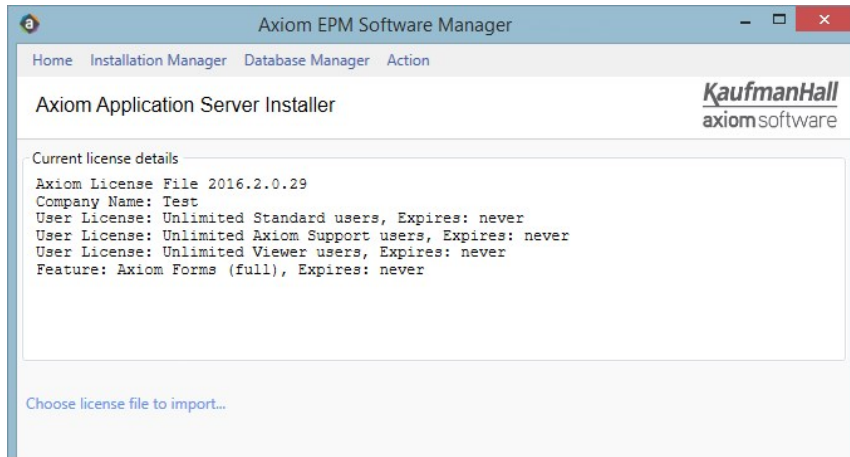 a
Axiom EPM Software Manager
Home Installation Manager Database Manager Action
Axiom Application Server Installer
KaufmanHall
axiomsoftware
Current license details
Axiom License File 2016.2.0.29
Company Name: Test
User License: Unlimited Standard users, Expires: never
User License: Unlimited Axiom Support users, Expires: never
User License: Unlimited Viewer users, Expires: never
Feature: Axiom Forms (full), Expires: never
Choose license file to import...